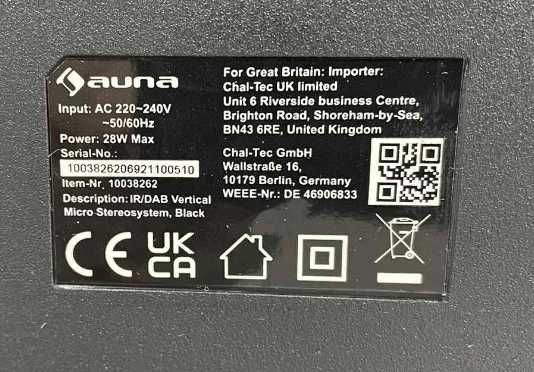 auna
Input: AC 220~240V
~50/60Hz
Power: 28W Max
Serial-No.:
1003826206921100510
Item-Nr. 10038262
Description: IR/DAB Vertical
Micro Stereosystem, Black
For Great Britain: Importer:
Chal-Tec UK limited
Unit 6 Riverside business Centre,
Brighton Road, Shoreham-by-Sea,
BN43 6RE, United Kingdom
Chal-Tec GmbH
Wallstraße 16,
10179 Berlin, Germany
WEEE-Nr.: DE 46906833
CE
UK
CA